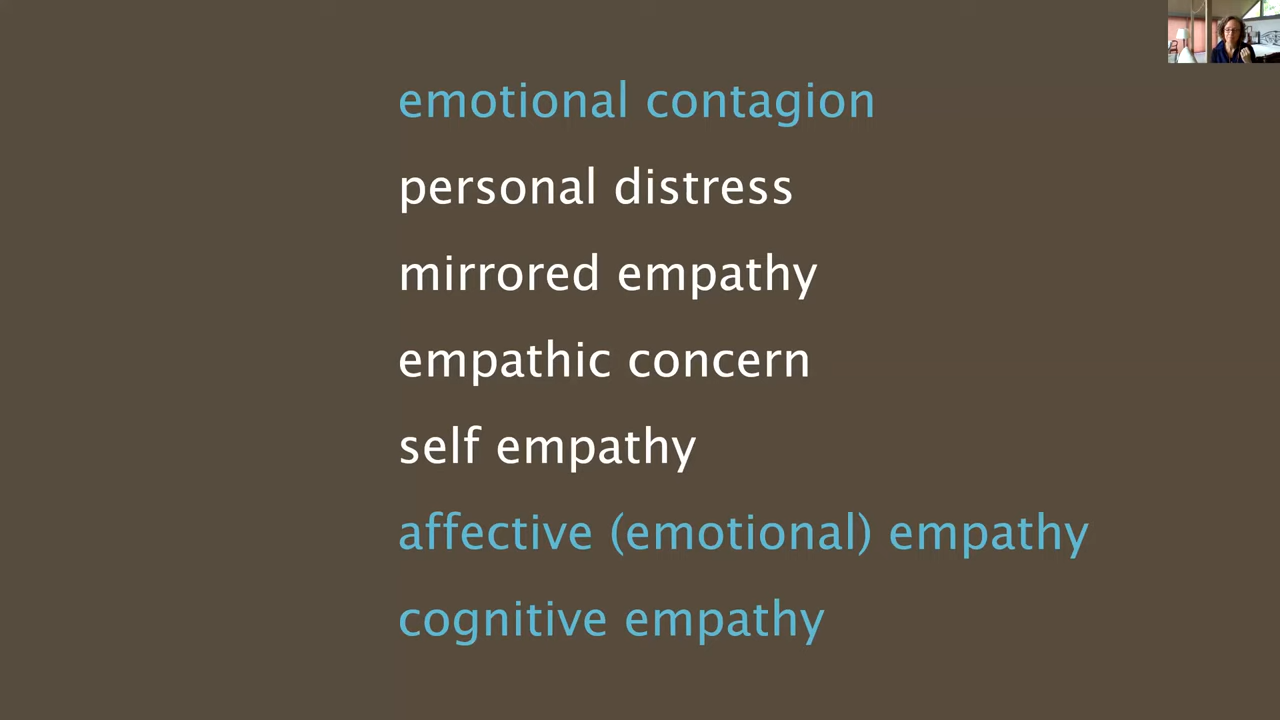 emotional contagion
personal distress
mirrored empathy
empathic concern
self empathy
affective (emotional) empathy
cognitive empathy